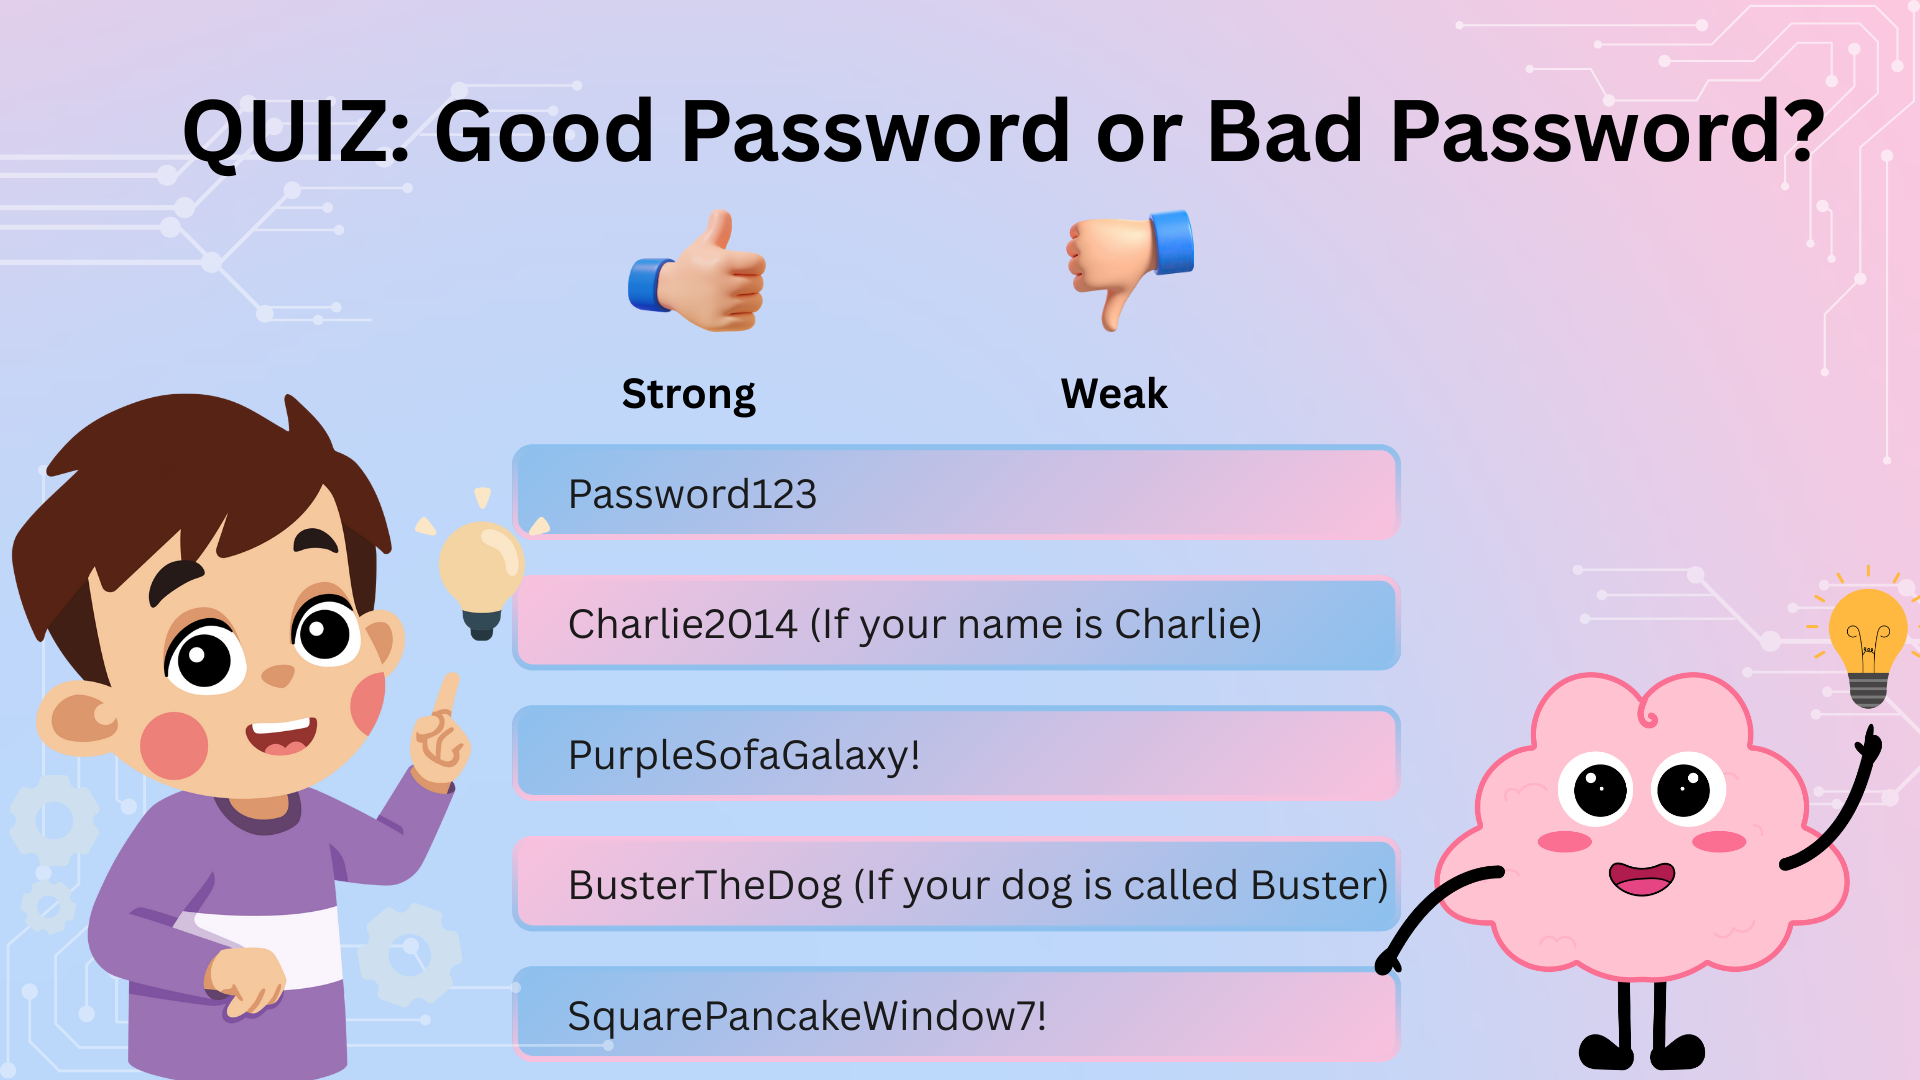 QUIZ: Good Password or Bad Password?
Strong
Weak
Password123
Charlie2014 (If your name is Charlie)
PurpleSofaGalaxy!
BusterTheDog (If your dog is called Buster)
SquarePancakeWindow7!